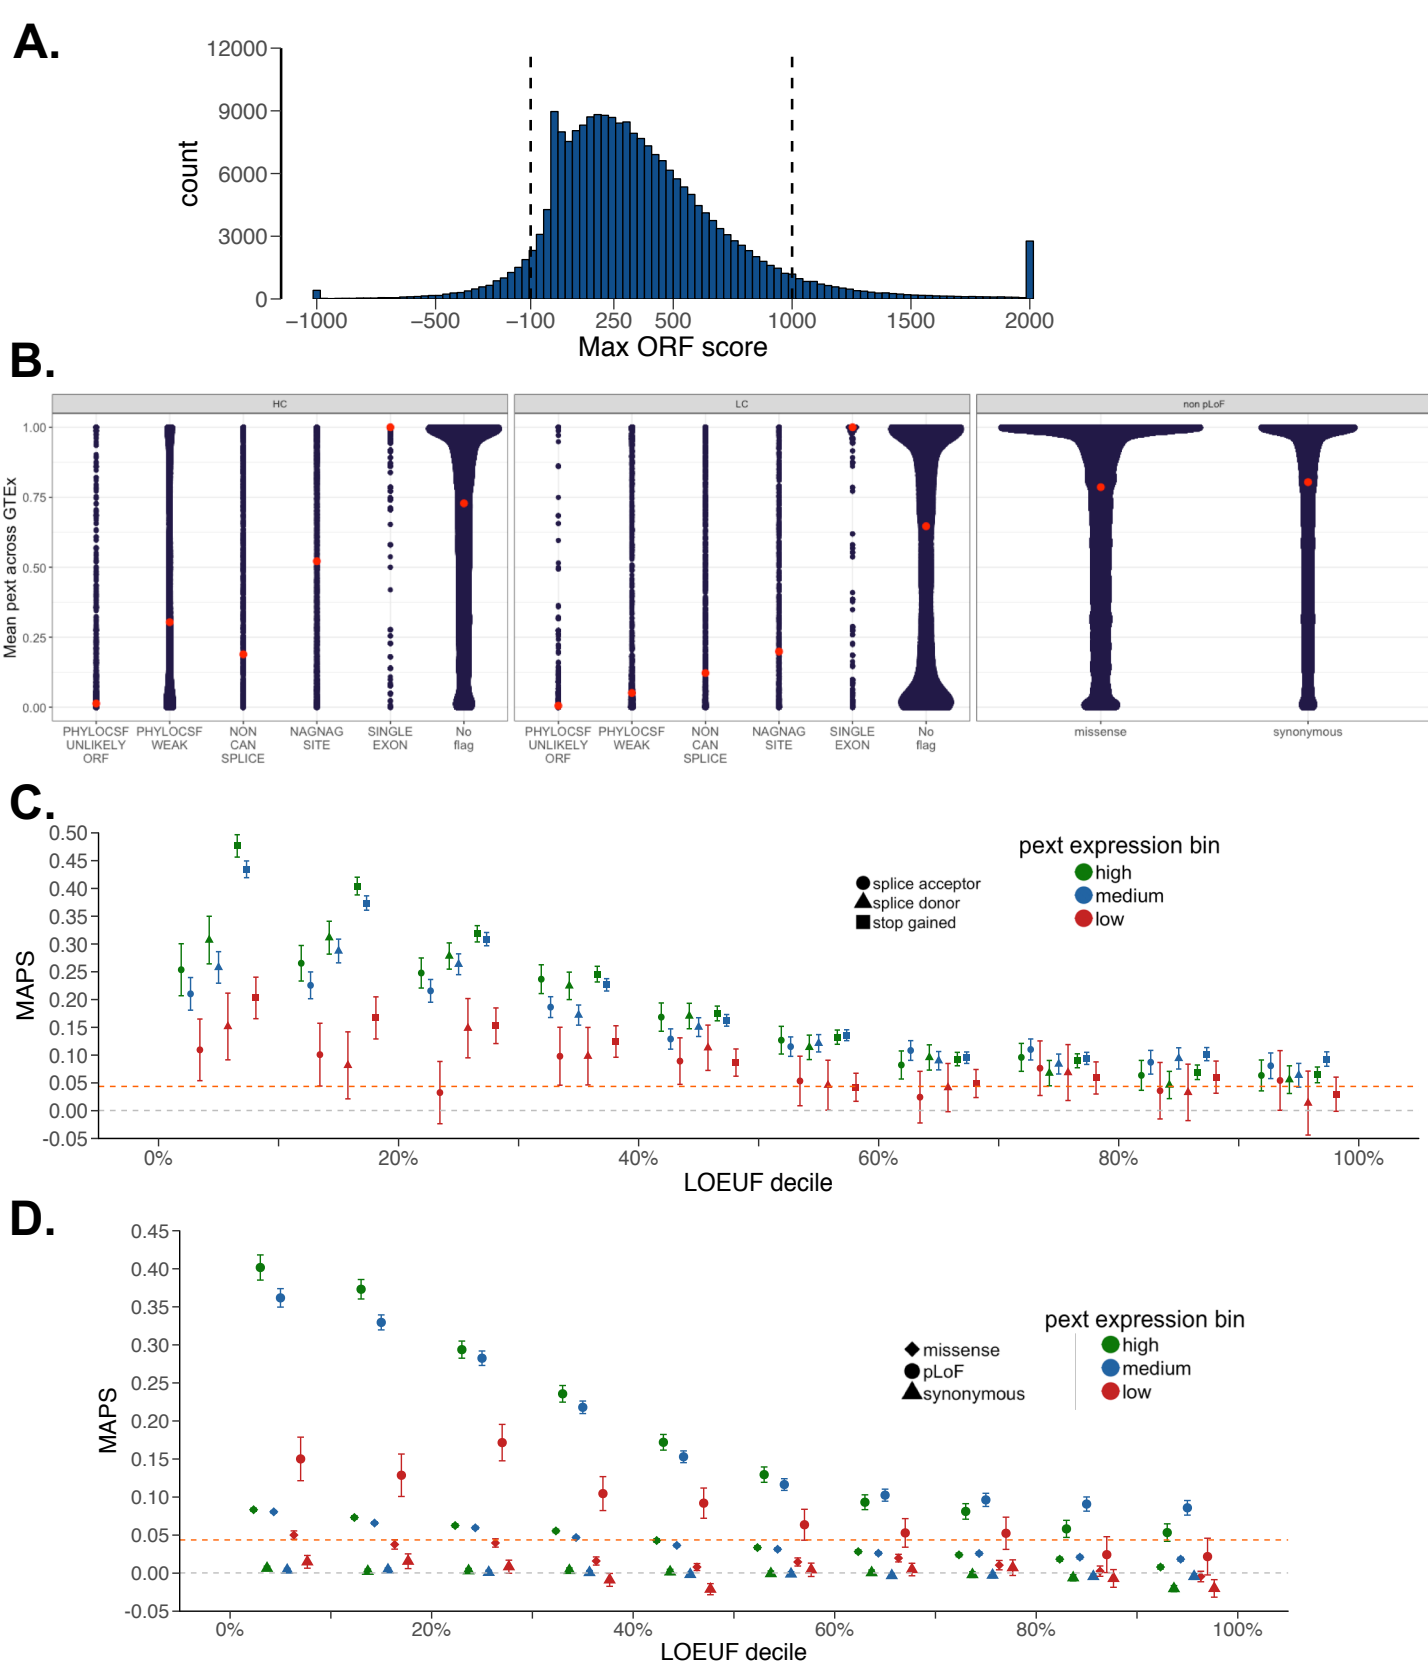 A.
12000
9000
6000
3000
0
count
−1000 −500 −100 250 500 1000 1500 2000
Max ORF score
B.
HC LC non pLoF
1.00
0.75
0.50
0.25
0.00
Mean pext across GTEx
PHYLOCSF PHYLOCSF NON NAGNAG SINGLE No PHYLOCSF PHYLOCSF NON NAGNAG SINGLE No missense synonymous
UNLIKELY WEAK CAN SITE EXON flag UNLIKELY WEAK CAN SITE EXON flag
ORF SPLICE ORF SPLICE
C.
0.50
0.45
0.40
0.35
0.30
0.25
0.20
0.15
0.10
0.05
0.00
-0.05
MAPS
pext expression bin
high
medium
low
splice acceptor
splice donor
stop gained
0% 20% 40% 60% 80% 100%
LOEUF decile
D.
0.45
0.40
0.35
0.30
0.25
0.20
0.15
0.10
0.05
0.00
-0.05
MAPS
pext expression bin
high
medium
low
missense
pLoF
synonymous
0% 20% 40% 60% 80% 100%
LOEUF decile